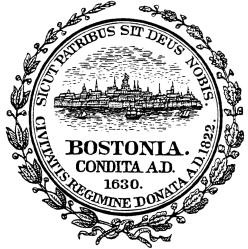 SICUT PATRIBUS SIT DEUS NOBIS.
BOSTONIA.
CONDITA A.D.
1630.
CIVITATIS REGIMINE DONATA A.D. 1822.